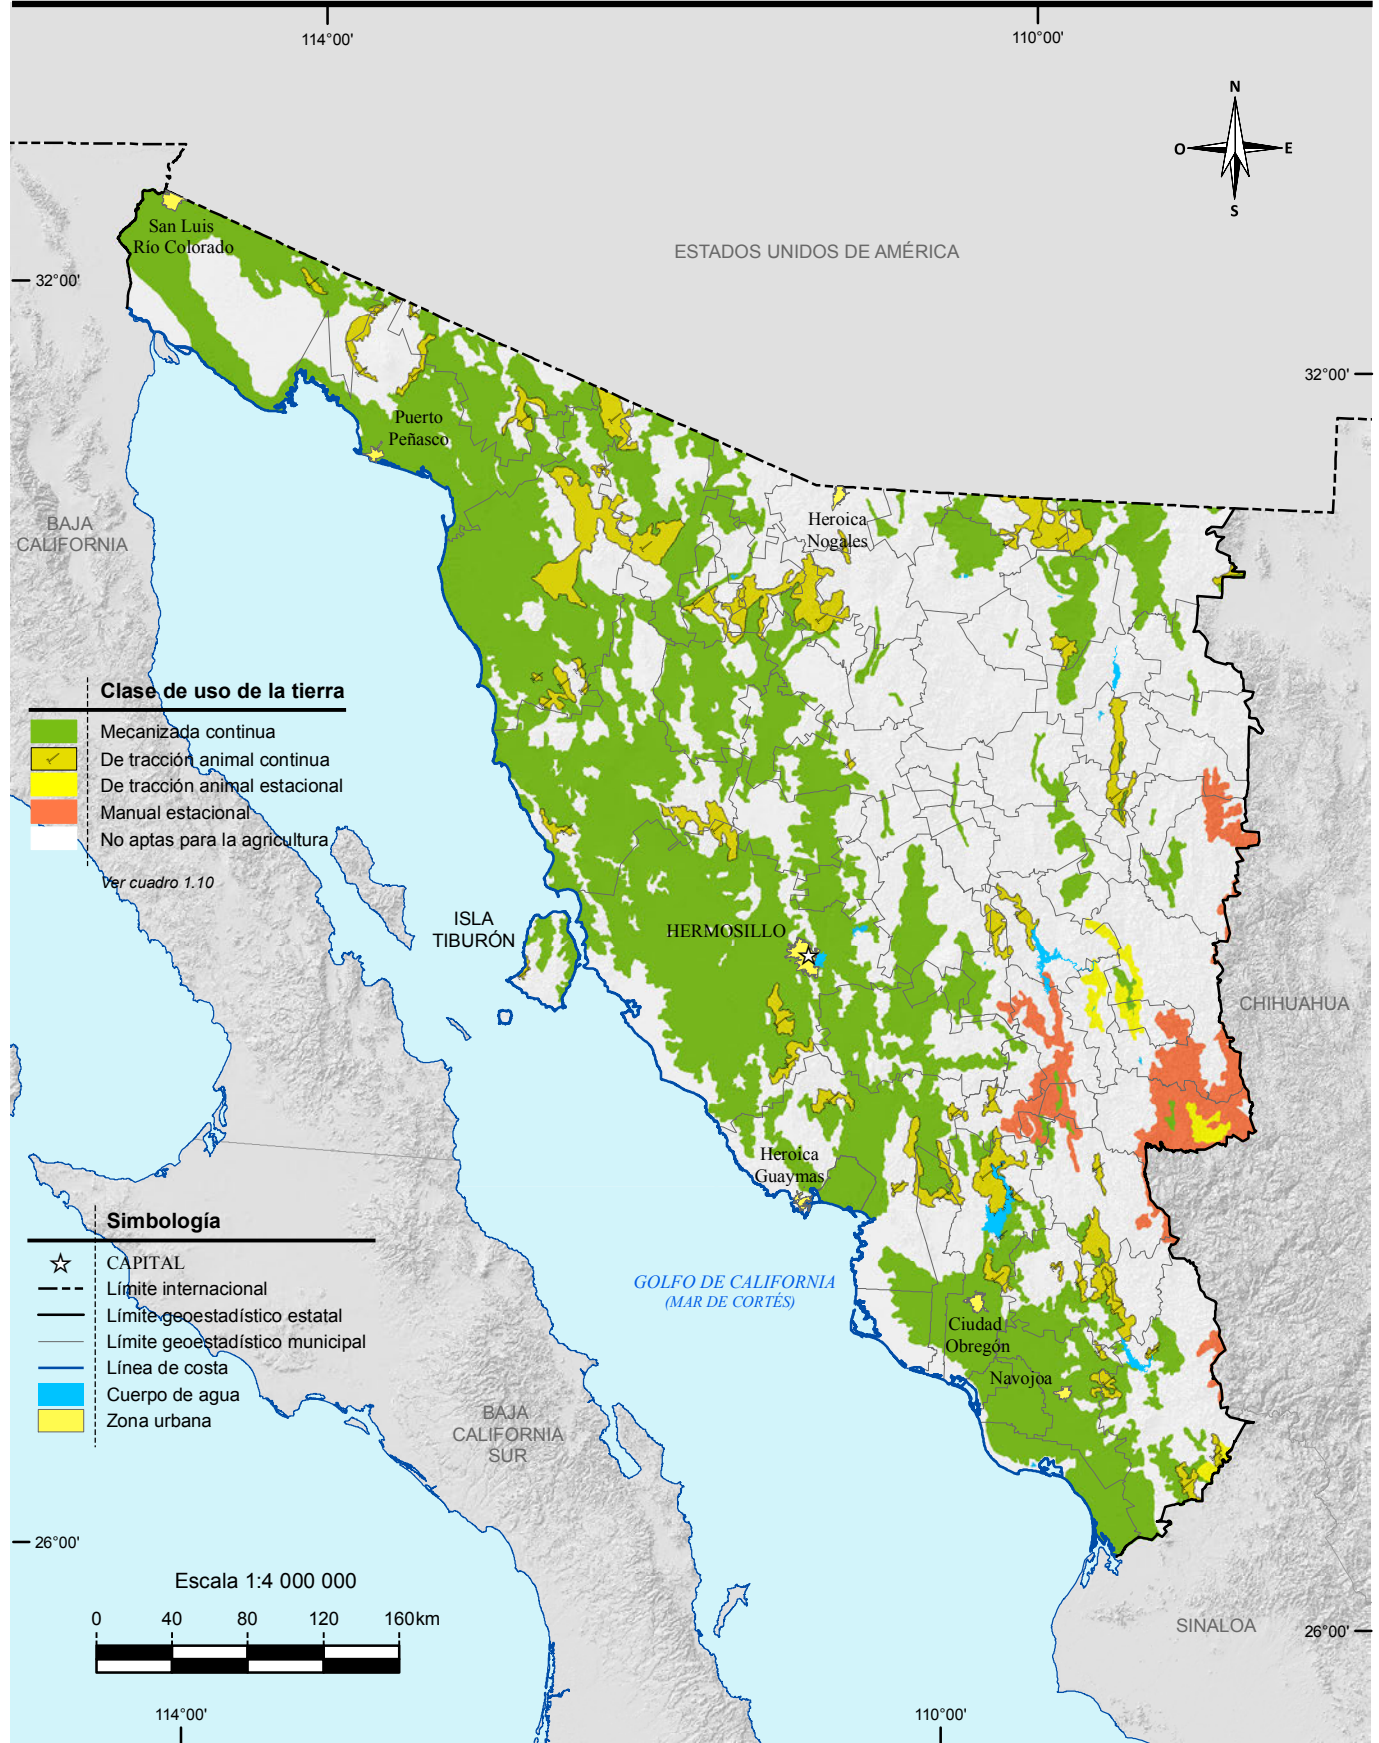 114°00'
110°00'
N
O
E
S
San Luis
Río Colorado
ESTADOS UNIDOS DE AMÉRICA
32°00'
32°00'
Puerto
Peñasco
BAJA
CALIFORNIA
Heroica
Nogales
Clase de uso de la tierra
Mecanizada continua
De tracción animal continua
De tracción animal estacional
Manual estacional
No aptas para la agricultura
Ver cuadro 1.10
ISLA
TIBURÓN
HERMOSILLO
CHIHUAHUA
Heroica
Guaymas
Simbología
CAPITAL
Límite internacional
Límite geoestadístico estatal
Límite geoestadístico municipal
Línea de costa
Cuerpo de agua
Zona urbana
GOLFO DE CALIFORNIA
(MAR DE CORTÉS)
Ciudad
Obregón
Navojoa
BAJA
CALIFORNIA
SUR
26°00'
Escala 1:4 000 000
0 40 80 120 160km
SINALOA
26°00'
114°00'
110°00'